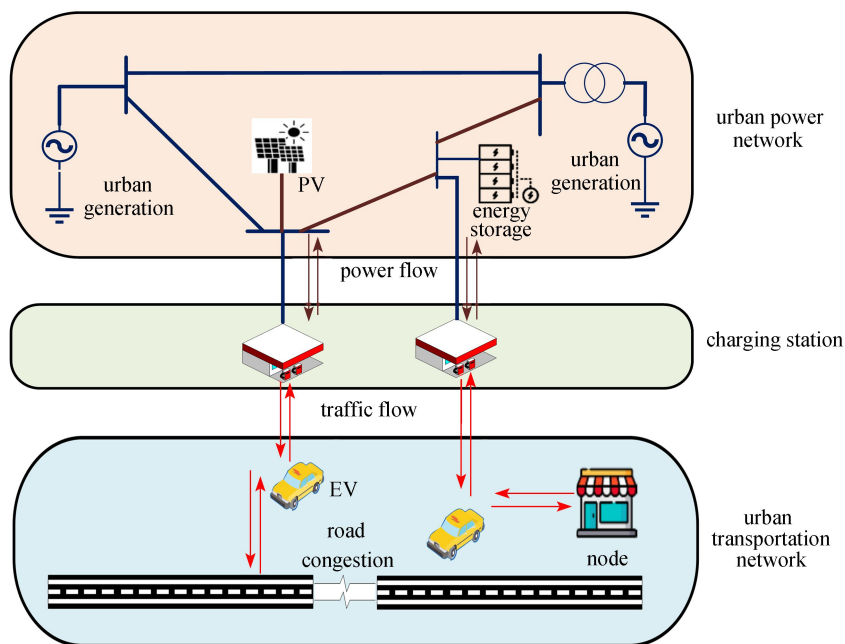 urban power
network
PV
urban
generation
urban
generation
energy
storage
power flow
charging station
traffic flow
EV
road
congestion
node
urban
transportation
network